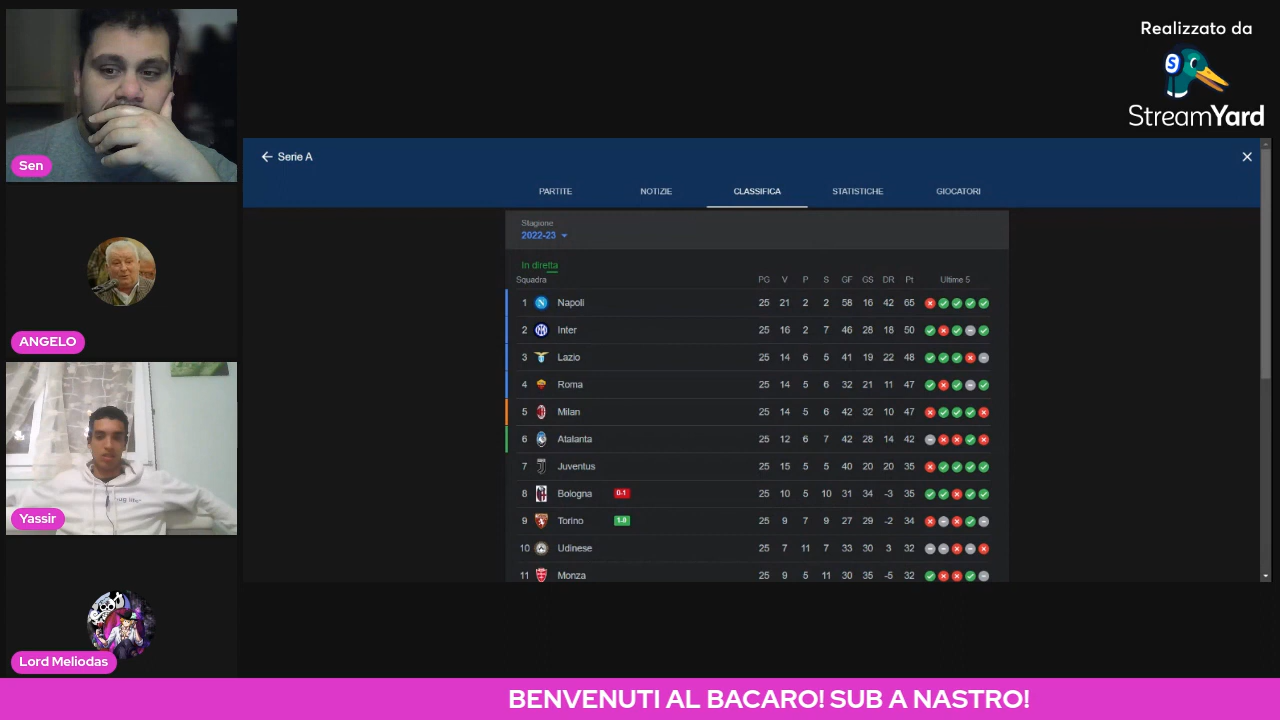 Realizzato da
StreamYard
Sen
ANGELO
Yassir
Lord Meliodas
Serie A
PARTITE NOTIZIE CLASSIFICA STATISTICHE GIOCATORI
Stagione
2022-23
In diretta
Squadra PG V P S GF GS DR Pt Ultime 5
1 Napoli 25 21 2 2 58 16 42 65
2 Inter 25 16 2 7 46 28 18 50
3 Lazio 25 14 6 5 41 19 22 48
4 Roma 25 14 5 6 32 21 11 47
5 Milan 25 14 5 6 42 32 10 47
6 Atalanta 25 12 6 7 42 28 14 42
7 Juventus 25 15 5 5 40 20 20 35
8 Bologna 0-1 25 10 5 10 31 34 -3 35
9 Torino 1-0 25 9 7 9 27 29 -2 34
10 Udinese 25 7 11 7 33 30 3 32
11 Monza 25 9 5 11 30 35 -5 32
BENVENUTI AL BACARO! SUB A NASTRO!